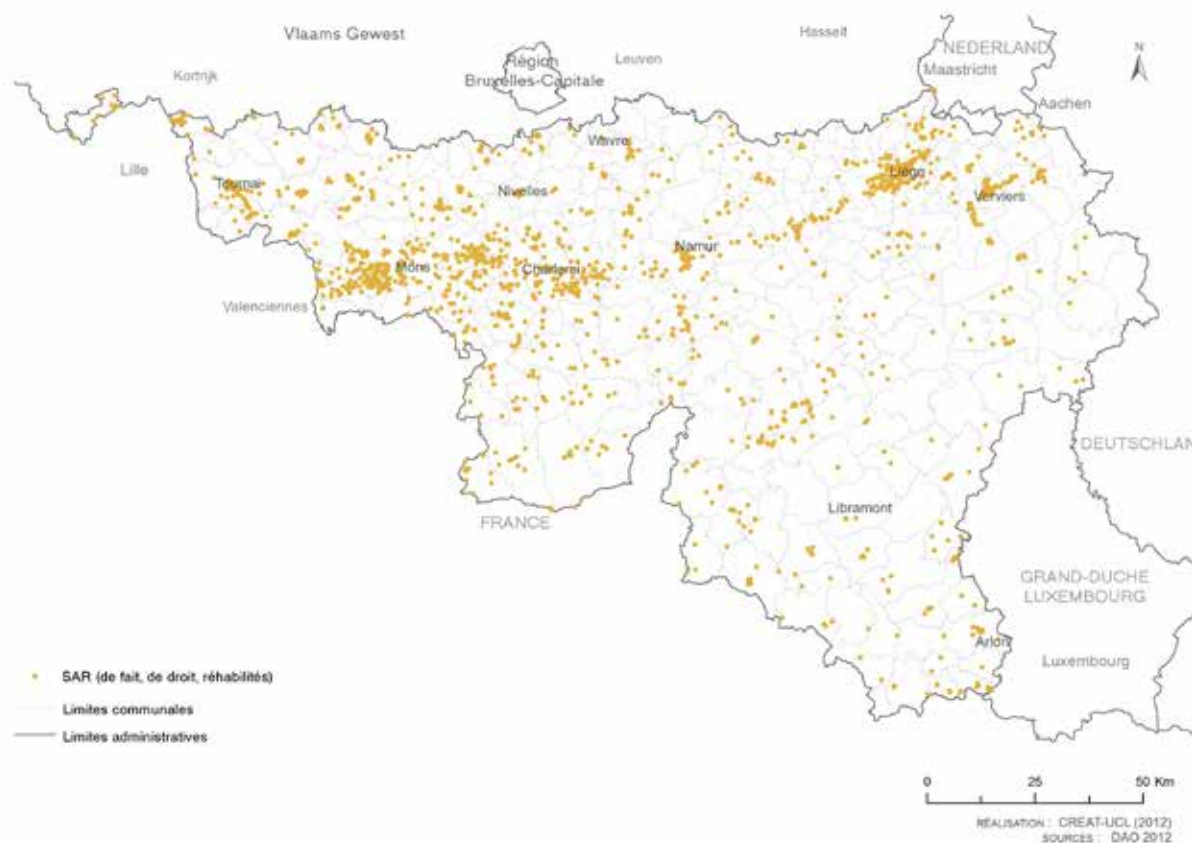 Vlaams Gewest
Hasselt
NEDERLAND
Maastricht
N
Région
Bruxelles-Capitale
Leuven
Kortrijk
Aachen
Lille
Wavre
Liège
Tournai
Nivelles
Verviers
Namur
Mons
Charleroi
Valenciennes
DEUTSCHLAN
Libramont
FRANCE
GRAND-DUCHE
LUXEMBOURG
Arlon
Luxembourg
SAR (de fait, de droit, réhabilités)
Limites communales
Limites administratives
0 25 50 Km
RÉALISATION : CREAT-UCL (2012)
SOURCES : DAO 2012